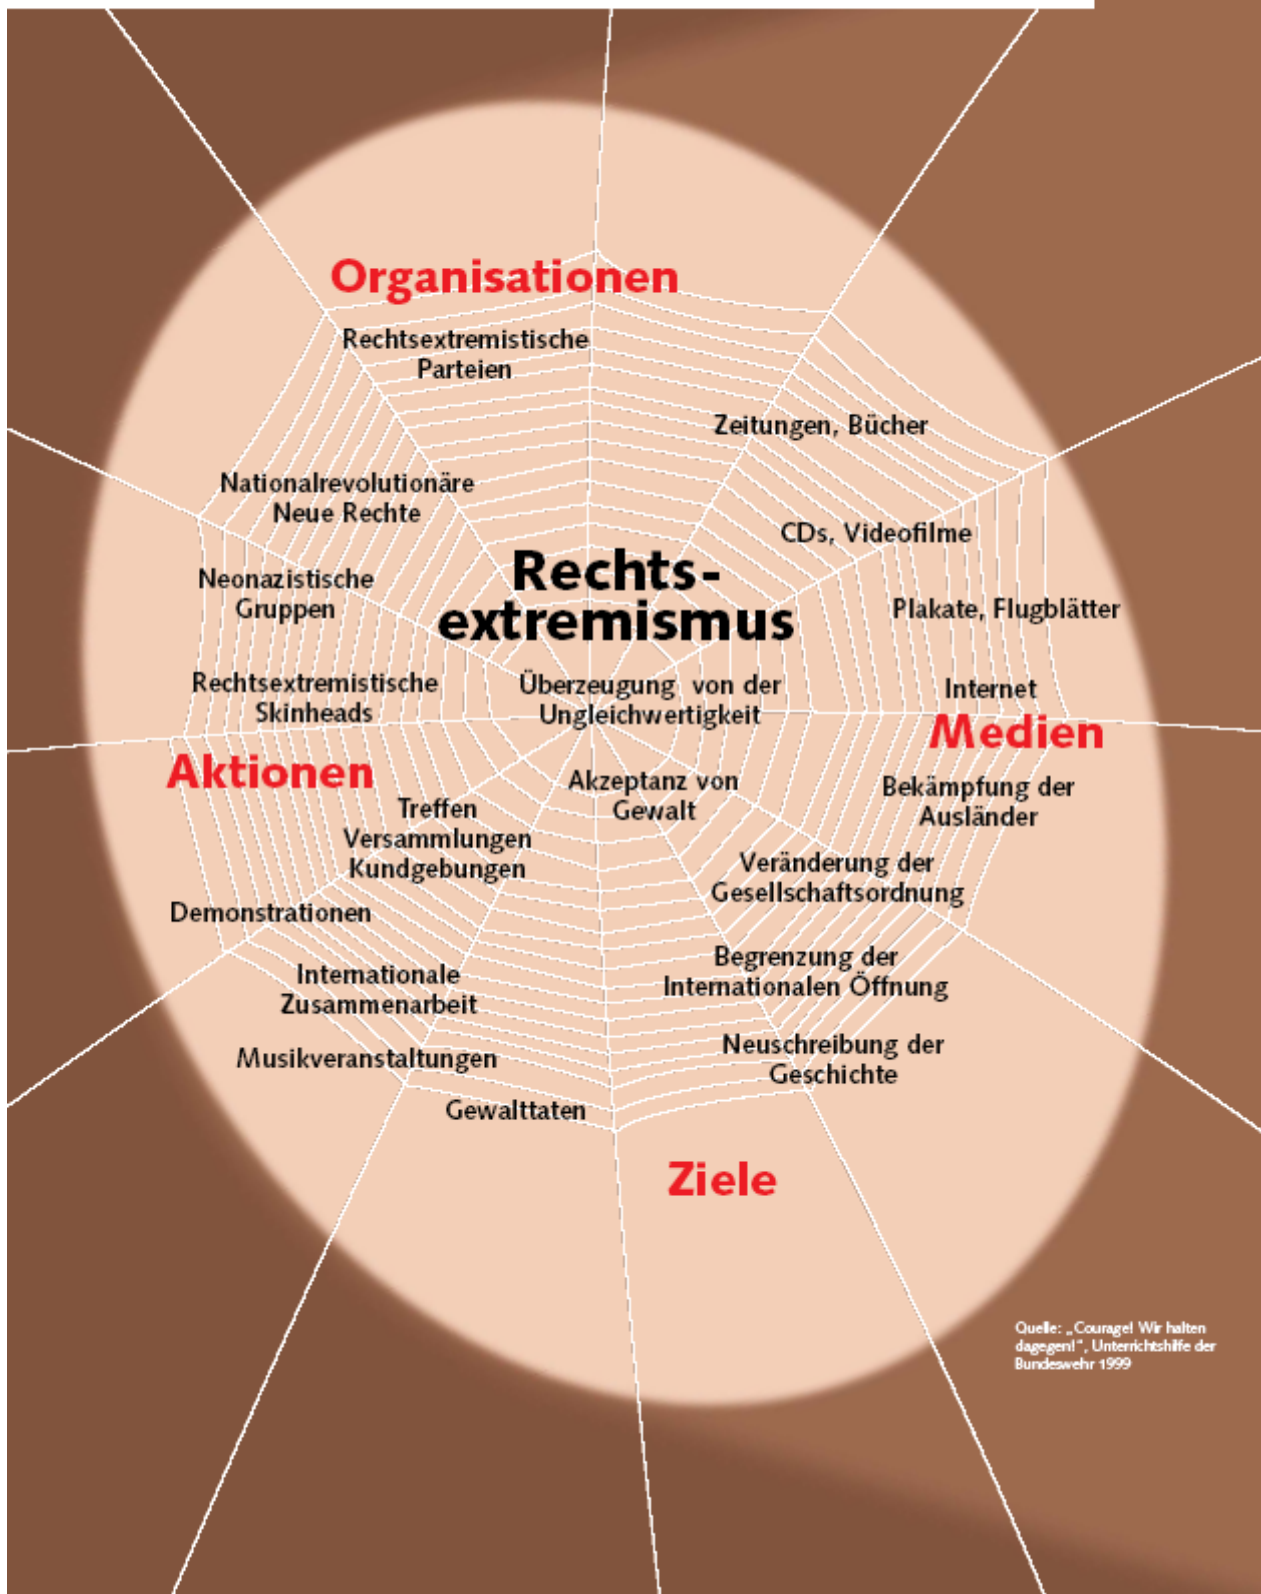 Organisationen
Rechtsextremistische
Parteien
Zeitungen, Bücher
Nationalrevolutionäre
Neue Rechte
CDs, Videofilme
Rechts-
extremismus
Neonazistische
Gruppen
Plakate, Flugblätter
Rechtsextremistische
Skinheads
Überzeugung von der
Ungleichwertigkeit
Internet
Medien
Aktionen
Akzeptanz von
Gewalt
Bekämpfung der
Ausländer
Treffen
Versammlungen
Kundgebungen
Veränderung der
Gesellschaftsordnung
Demonstrationen
Begrenzung der
Internationalen Öffnung
Internationale
Zusammenarbeit
Neuschreibung der
Geschichte
Musikveranstaltungen
Gewalttaten
Ziele
Quelle: „Courage! Wir halten
dagegen!“, Unterrichtshilfe der
Bundeswehr 1999